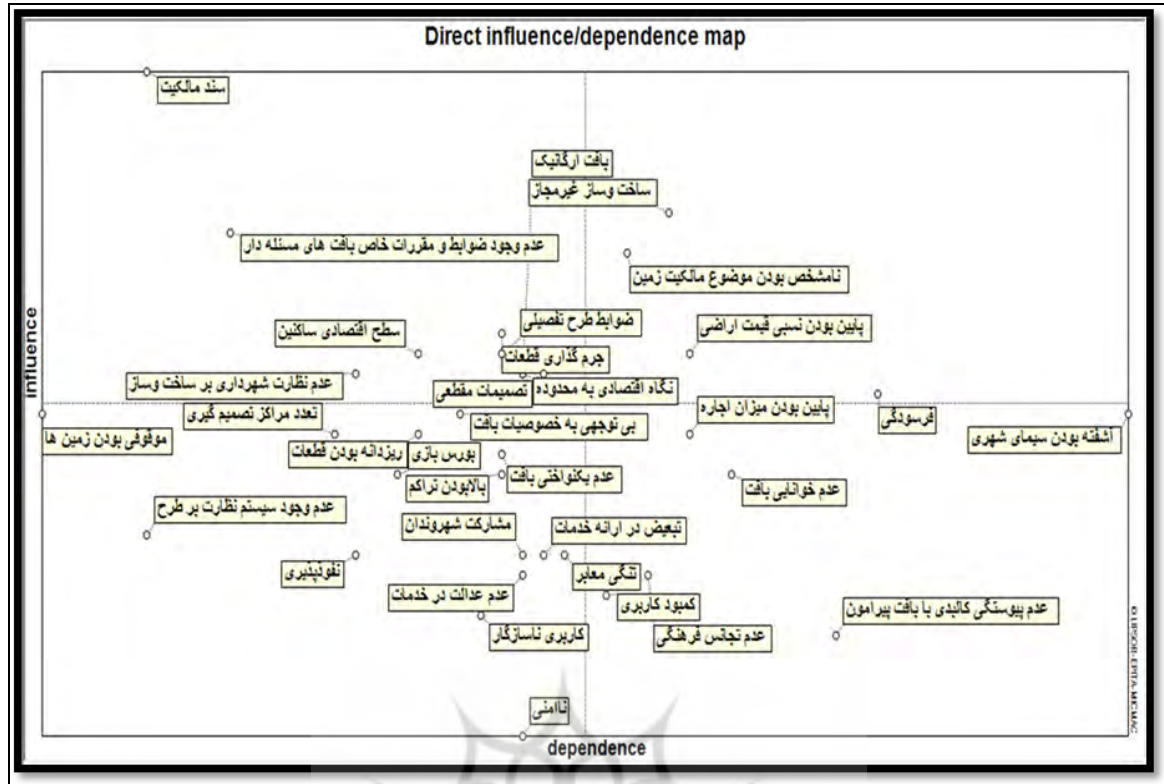 Direct influence/dependence map
سند مالکیت
بافت ارگانیک
ساخت وساز غیرمجاز
عدم وجود ضوابط و مقررات خاص بافت های مسئله دار
نامشخص بودن موضوع مالکیت زمین
ضوابط طرح تفصیلی
پایین بودن نسبی قیمت اراضی
سطح اقتصادی ساکنین
جرم گذاری قطعات
عدم نظارت شهرداری بر ساخت وساز
تصمیمات مقطعی
نگاه اقتصادی به محدوده
influence
تعدد مراکز تصمیم گیری
بی توجهی به خصوصیات بافت
پایین بودن میزان اجاره
فرسودگی
آشفته بودن سیمای شهری
موقوفی بودن زمین ها
ریزدانه بودن قطعات
بورس بازی
عدم یکنواختی بافت
بالابودن تراکم
عدم خوانایی بافت
عدم وجود سیستم نظارت بر طرح
مشارکت شهروندان
تبعیض در ارائه خدمات
نفوذپذیری
تنگی معابر
عدم عدالت در خدمات
کمبود کاربری
عدم پیوستگی کالبدی با بافت پیرامون
کاربری ناسازگار
عدم تجانس فرهنگی
ناامنی
dependence
© LIPSOR-EPITA-MICMAC